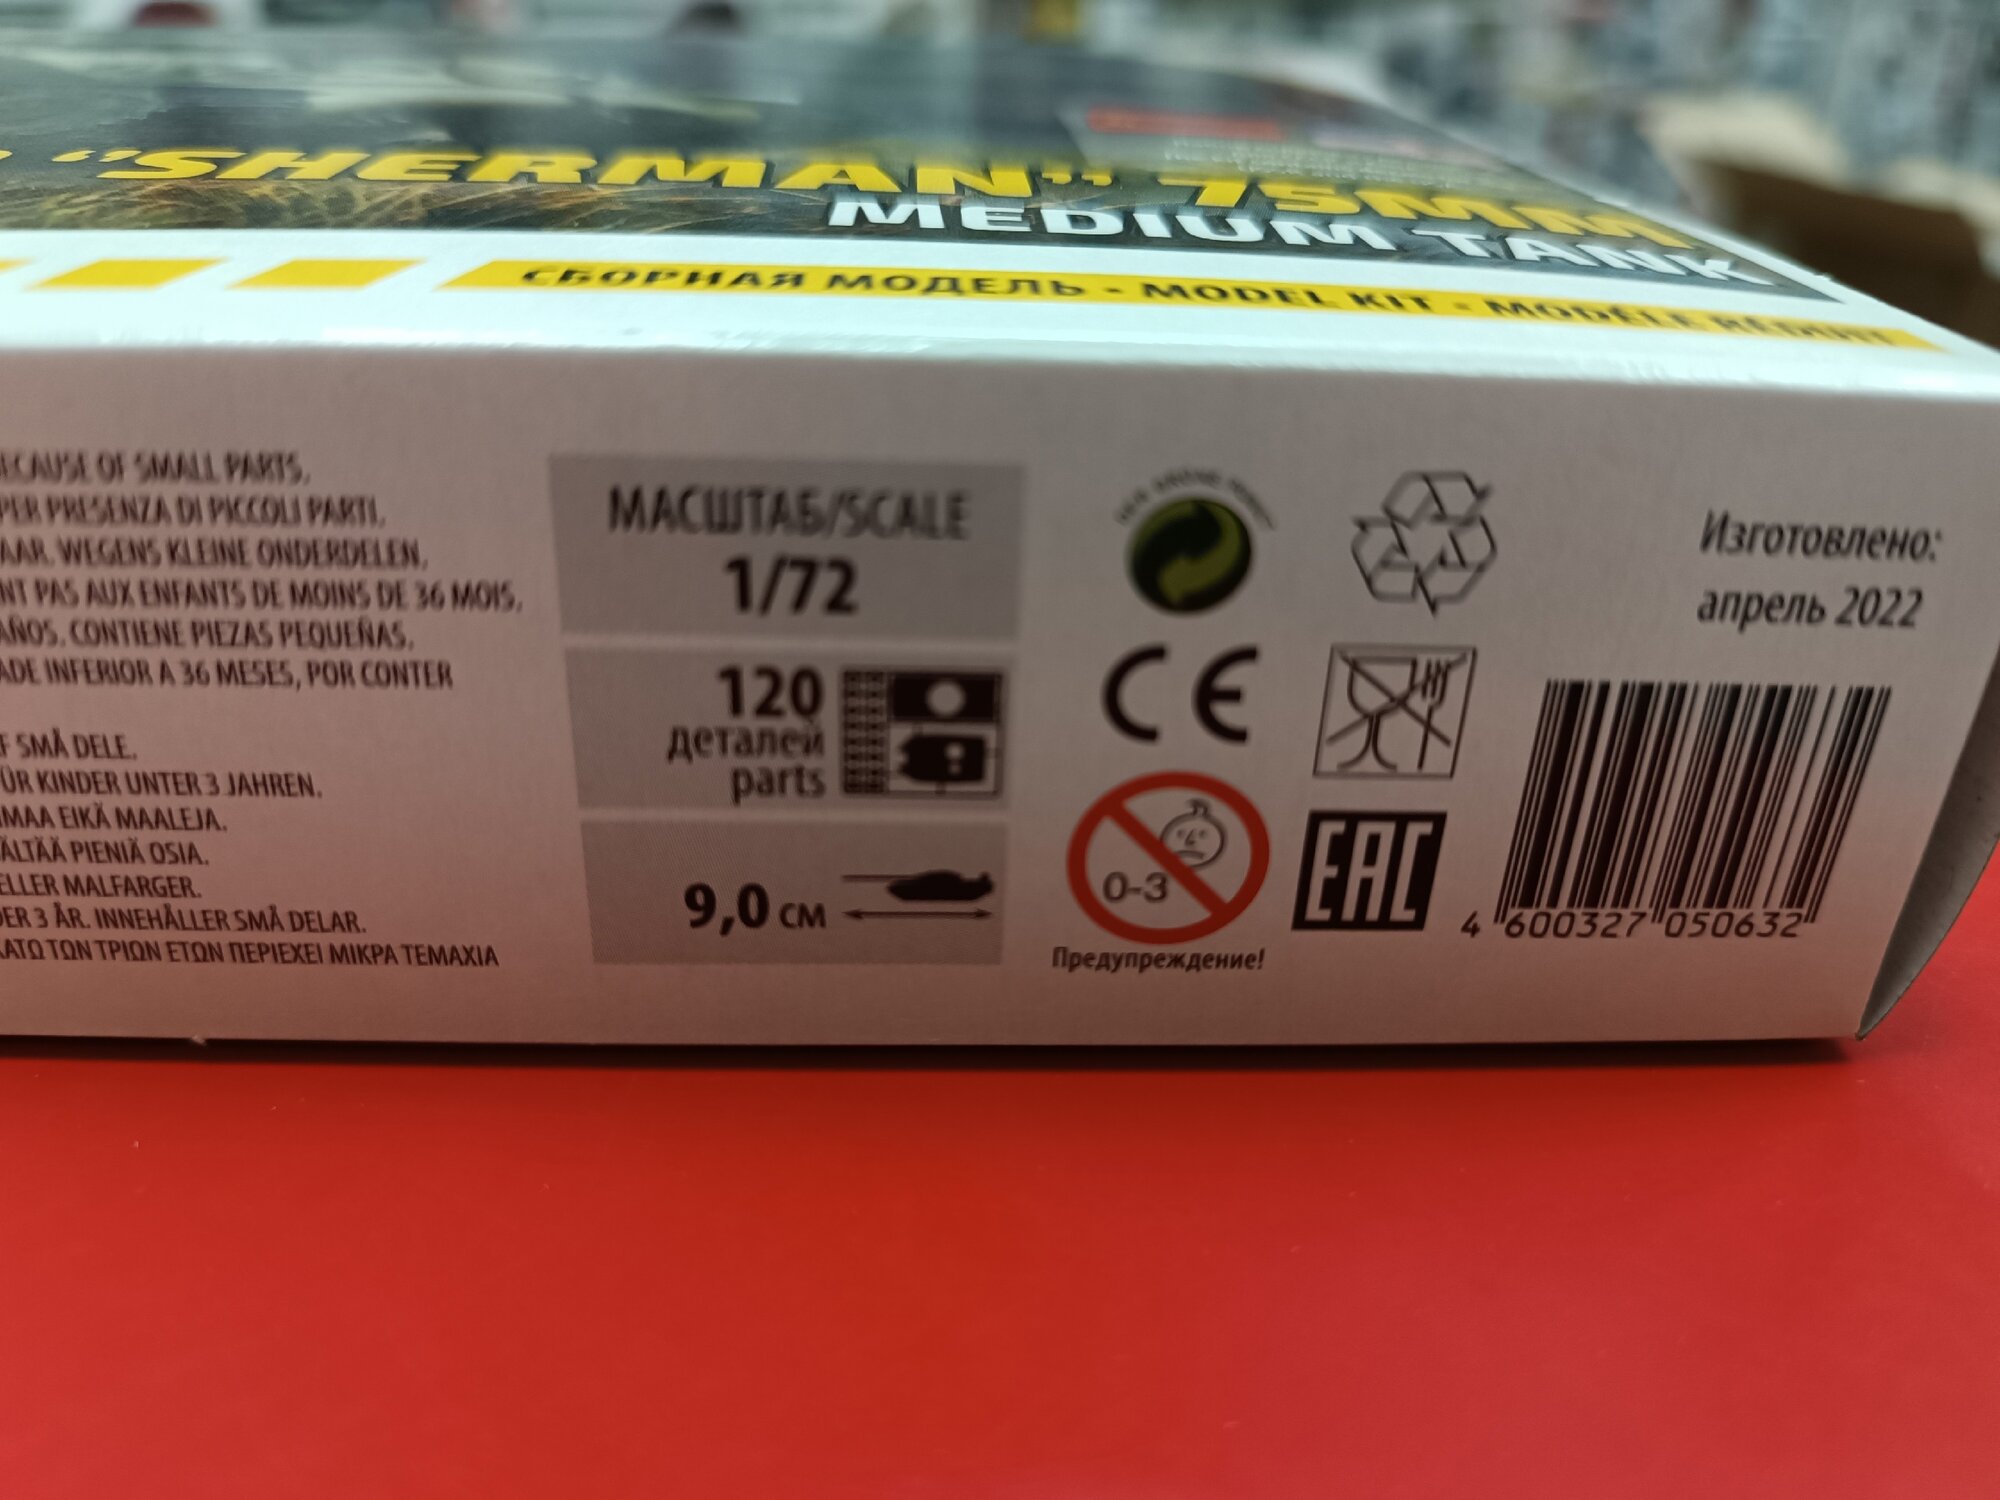 "SHERMAN" 75MM
MEDIUM TANK
СБОРНАЯ МОДЕЛЬ • MODEL KIT • MODÈLE RÉDUIT
ECAUSE OF SMALL PARTS.
PER PRESENZA DI PICCOLI PARTI.
AAR. WEGENS KLEINE ONDERDELEN.
NT PAS AUX ENFANTS DE MOINS DE 36 MOIS.
AÑOS. CONTIENE PIEZAS PEQUEÑAS.
ADE INFERIOR A 36 MESES, POR CONTER
F SMÅ DELE.
ÜR KINDER UNTER 3 JAHREN.
IMAA EIKÄ MAALEJA.
ÄLTÄÄ PIENIÄ OSIA.
ELLER MALFARGER.
DER 3 ÅR. INNEHÅLLER SMÅ DELAR.
ΚΑΤΩ ΤΩΝ ΤΡΙΩΝ ΕΤΩΝ ΠΕΡΙΕΧΕΙ ΜΙΚΡΑ ΤΕΜΑΧΙΑ
МАСШТАБ/SCALE
1/72
120
деталей
parts
9,0 см
CE
0-3
Предупреждение!
EAC
Изготовлено:
апрель 2022
4 600327 050632